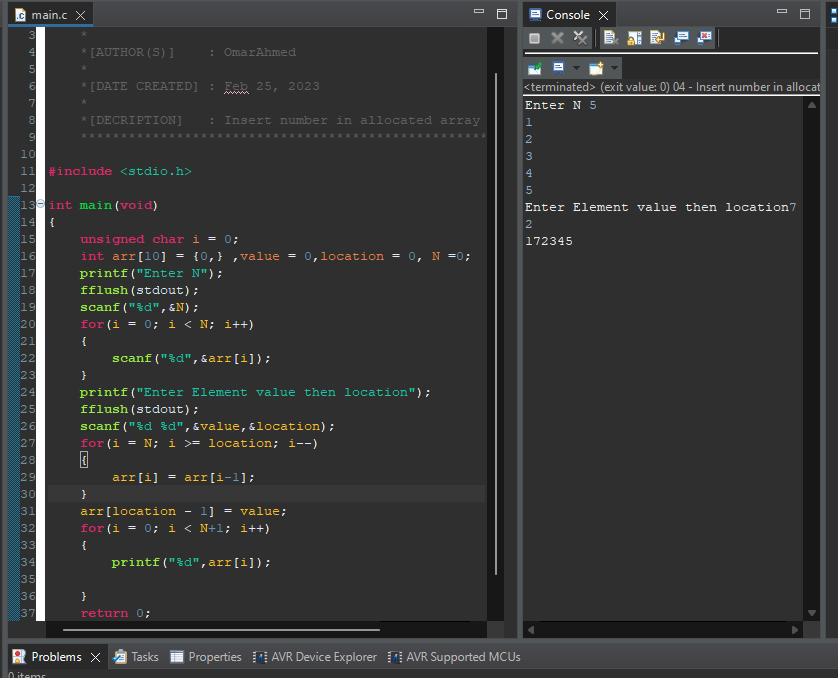 main.c
3 *
4 *[AUTHOR(S)] : OmarAhmed
5 *
6 *[DATE CREATED] : Feb 25, 2023
7 *
8 *[DECRIPTION] : Insert number in allocated array
9 ***************************************************
10
11 #include <stdio.h>
12
13 int main(void)
14 {
15 unsigned char i = 0;
16 int arr[10] = {0,} ,value = 0,location = 0, N =0;
17 printf("Enter N");
18 fflush(stdout);
19 scanf("%d",&N);
20 for(i = 0; i < N; i++)
21 {
22 scanf("%d",&arr[i]);
23 }
24 printf("Enter Element value then location");
25 fflush(stdout);
26 scanf("%d %d",&value,&location);
27 for(i = N; i >= location; i--)
28 {
29 arr[i] = arr[i-1];
30 }
31 arr[location - 1] = value;
32 for(i = 0; i < N+1; i++)
33 {
34 printf("%d",arr[i]);
35
36 }
37 return 0;
Console
<terminated> (exit value: 0) 04 - Insert number in allocat
Enter N 5
1
2
3
4
5
Enter Element value then location7
2
172345
Problems Tasks Properties AVR Device Explorer AVR Supported MCUs
0 items